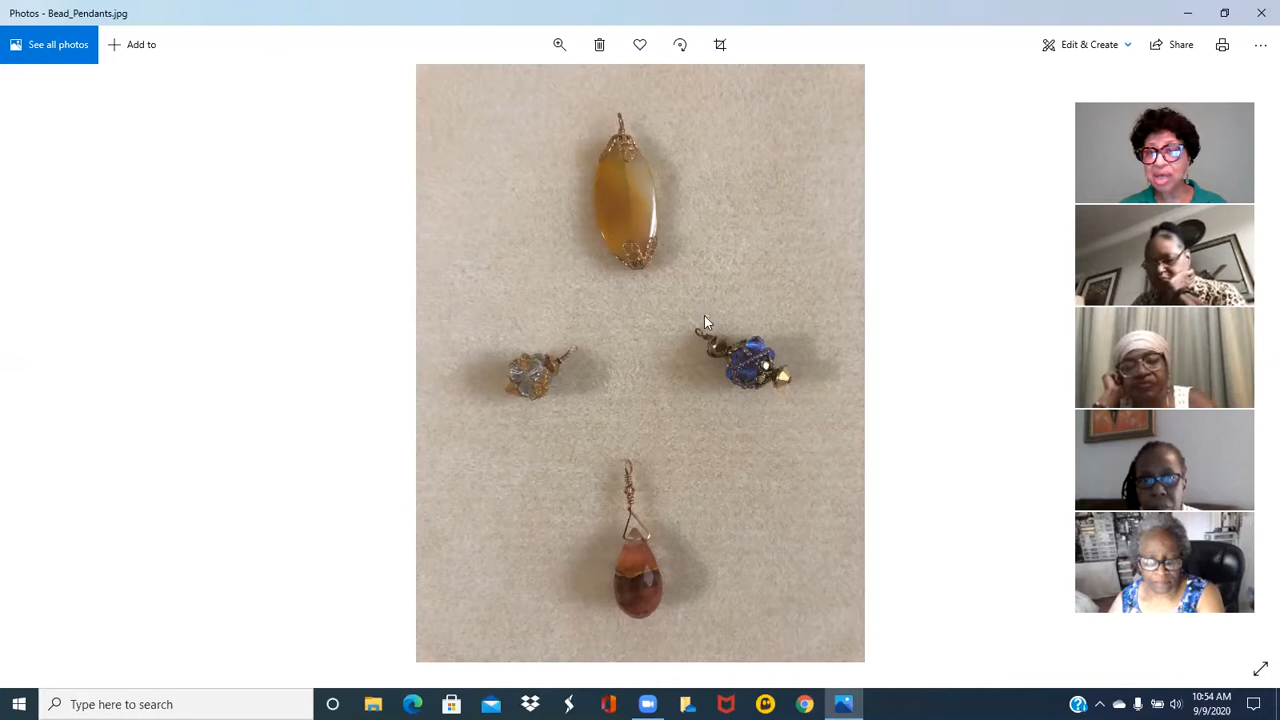 Photos - Bead_Pendants.jpg
See all photos
Add to
Edit & Create
Share
Type here to search
10:54 AM
9/9/2020